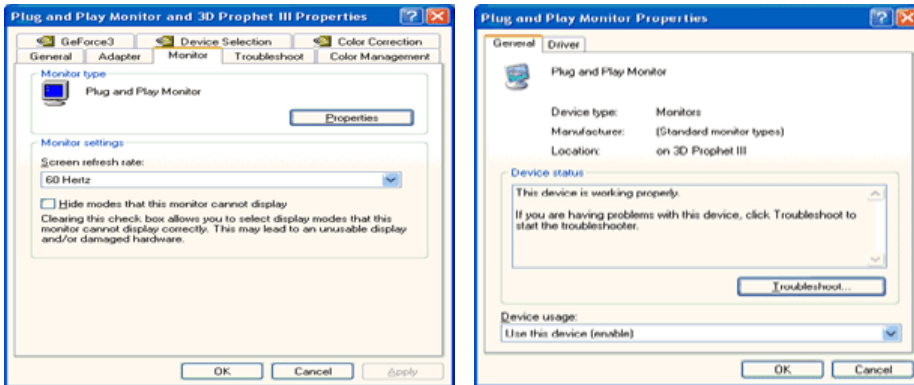 Plug and Play Monitor and 3D Prophet III Properties
GeForce3
Device Selection
Color Correction
General
Adapter
Monitor
Troubleshoot
Color Management
Monitor type
Plug and Play Monitor
Properties
Monitor settings
Screen refresh rate:
60 Hertz
Hide modes that this monitor cannot display
Clearing this check box allows you to select display modes that this
monitor cannot display correctly. This may lead to an unusable display
and/or damaged hardware.
OK
Cancel
Apply
Plug and Play Monitor Properties
General
Driver
Plug and Play Monitor
Device type: Monitors
Manufacturer: (Standard monitor types)
Location: on 3D Prophet III
Device status
This device is working properly.
If you are having problems with this device, click Troubleshoot to
start the troubleshooter.
Troubleshoot...
Device usage:
Use this device (enable)
OK
Cancel